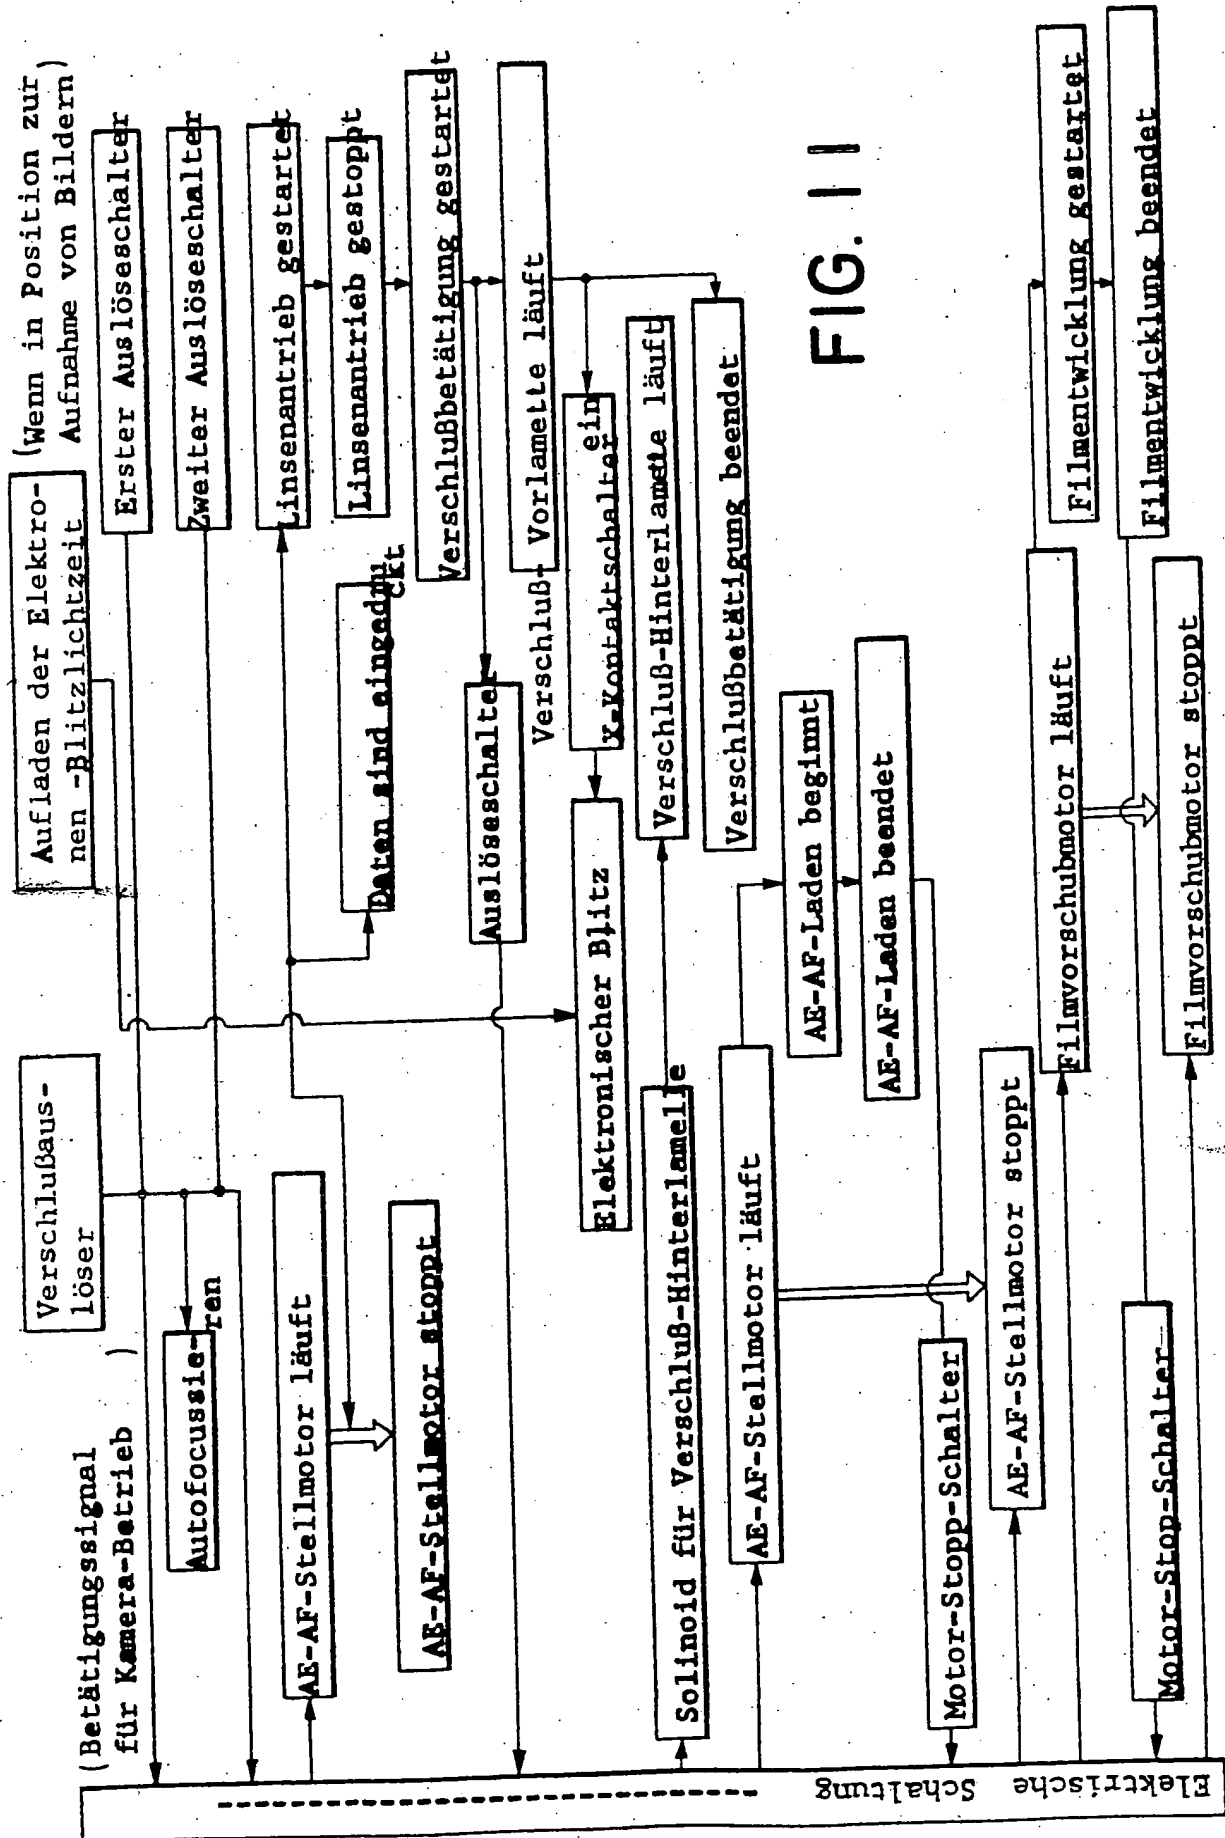 (Wenn in Position zur
Aufnahme von Bildern)
Aufladen der Elektro-
nen -Blitzlichtzeit
Verschlußaus-
löser
(Betätigungssignal
für Kamera-Betrieb )
Erster Auslöseschalter
Zweiter Auslöseschalter
Autofocussie-
ren
Linsenantrieb gestartet
AE-AF-Stellmotor läuft
Linsenantrieb gestoppt
Daten sind eingedru
ckt
AE-AF-Stellmotor stoppt
Verschlußbetätigung gestartet
Auslöseschalter
Verschluß- Vorlamelle läuft
ein
X-Kontaktschalter
Elektronischer Blitz
Verschluß-Hinterlamelle läuft
Solinoid für Verschluß-Hinterlamelle
Verschlußbetätigung beendet
AE-AF-Stellmotor läuft
AE-AF-Laden beginnt
AE-AF-Laden beendet
Motor-Stopp-Schalter
AE-AF-Stellmotor stoppt
Filmvorschubmotor läuft
Filmentwicklung gestartet
Filmentwicklung beendet
Motor-Stop-Schalter
Filmvorschubmotor stoppt
Elektrische Schaltung
FIG. 11